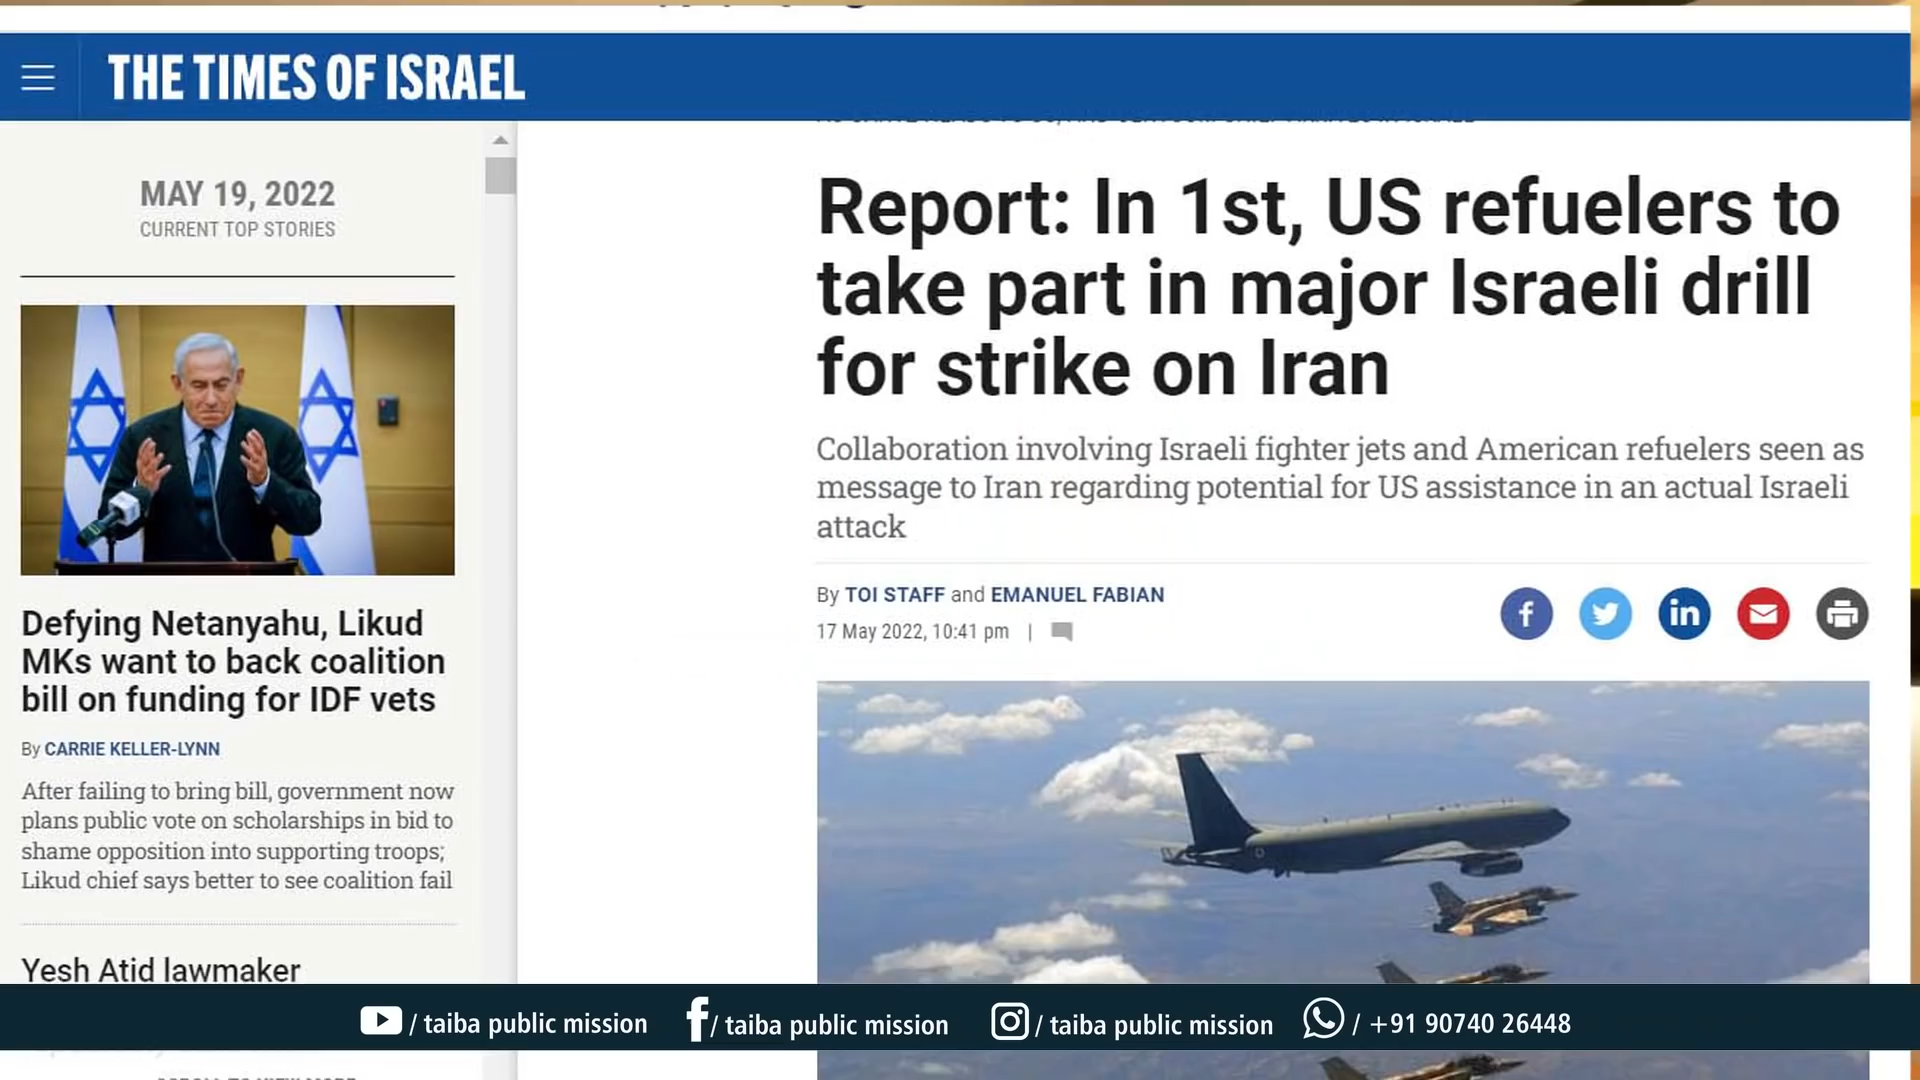 THE TIMES OF ISRAEL
MAY 19, 2022
CURRENT TOP STORIES
Defying Netanyahu, Likud
MKs want to back coalition
bill on funding for IDF vets
By CARRIE KELLER-LYNN
After failing to bring bill, government now
plans public vote on scholarships in bid to
shame opposition into supporting troops;
Likud chief says better to see coalition fail
Yesh Atid lawmaker
Report: In 1st, US refuelers to
take part in major Israeli drill
for strike on Iran
Collaboration involving Israeli fighter jets and American refuelers seen as
message to Iran regarding potential for US assistance in an actual Israeli
attack
By TOI STAFF and EMANUEL FABIAN
17 May 2022, 10:41 pm |
/ taiba public mission / taiba public mission / taiba public mission / +91 90740 26448